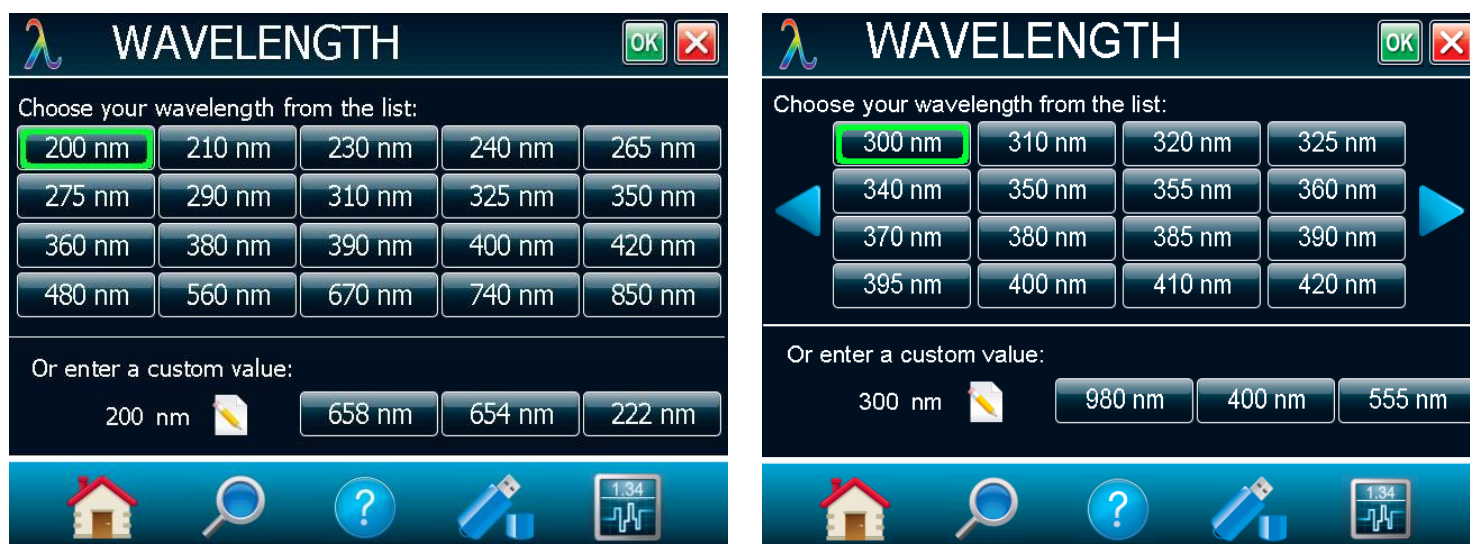 λ WAVELENGTH OK
Choose your wavelength from the list:
200 nm 210 nm 230 nm 240 nm 265 nm
275 nm 290 nm 310 nm 325 nm 350 nm
360 nm 380 nm 390 nm 400 nm 420 nm
480 nm 560 nm 670 nm 740 nm 850 nm
Or enter a custom value:
200 nm 658 nm 654 nm 222 nm
?
1.34
λ WAVELENGTH OK
Choose your wavelength from the list:
300 nm 310 nm 320 nm 325 nm
340 nm 350 nm 355 nm 360 nm
370 nm 380 nm 385 nm 390 nm
395 nm 400 nm 410 nm 420 nm
Or enter a custom value:
300 nm 980 nm 400 nm 555 nm
?
1.34